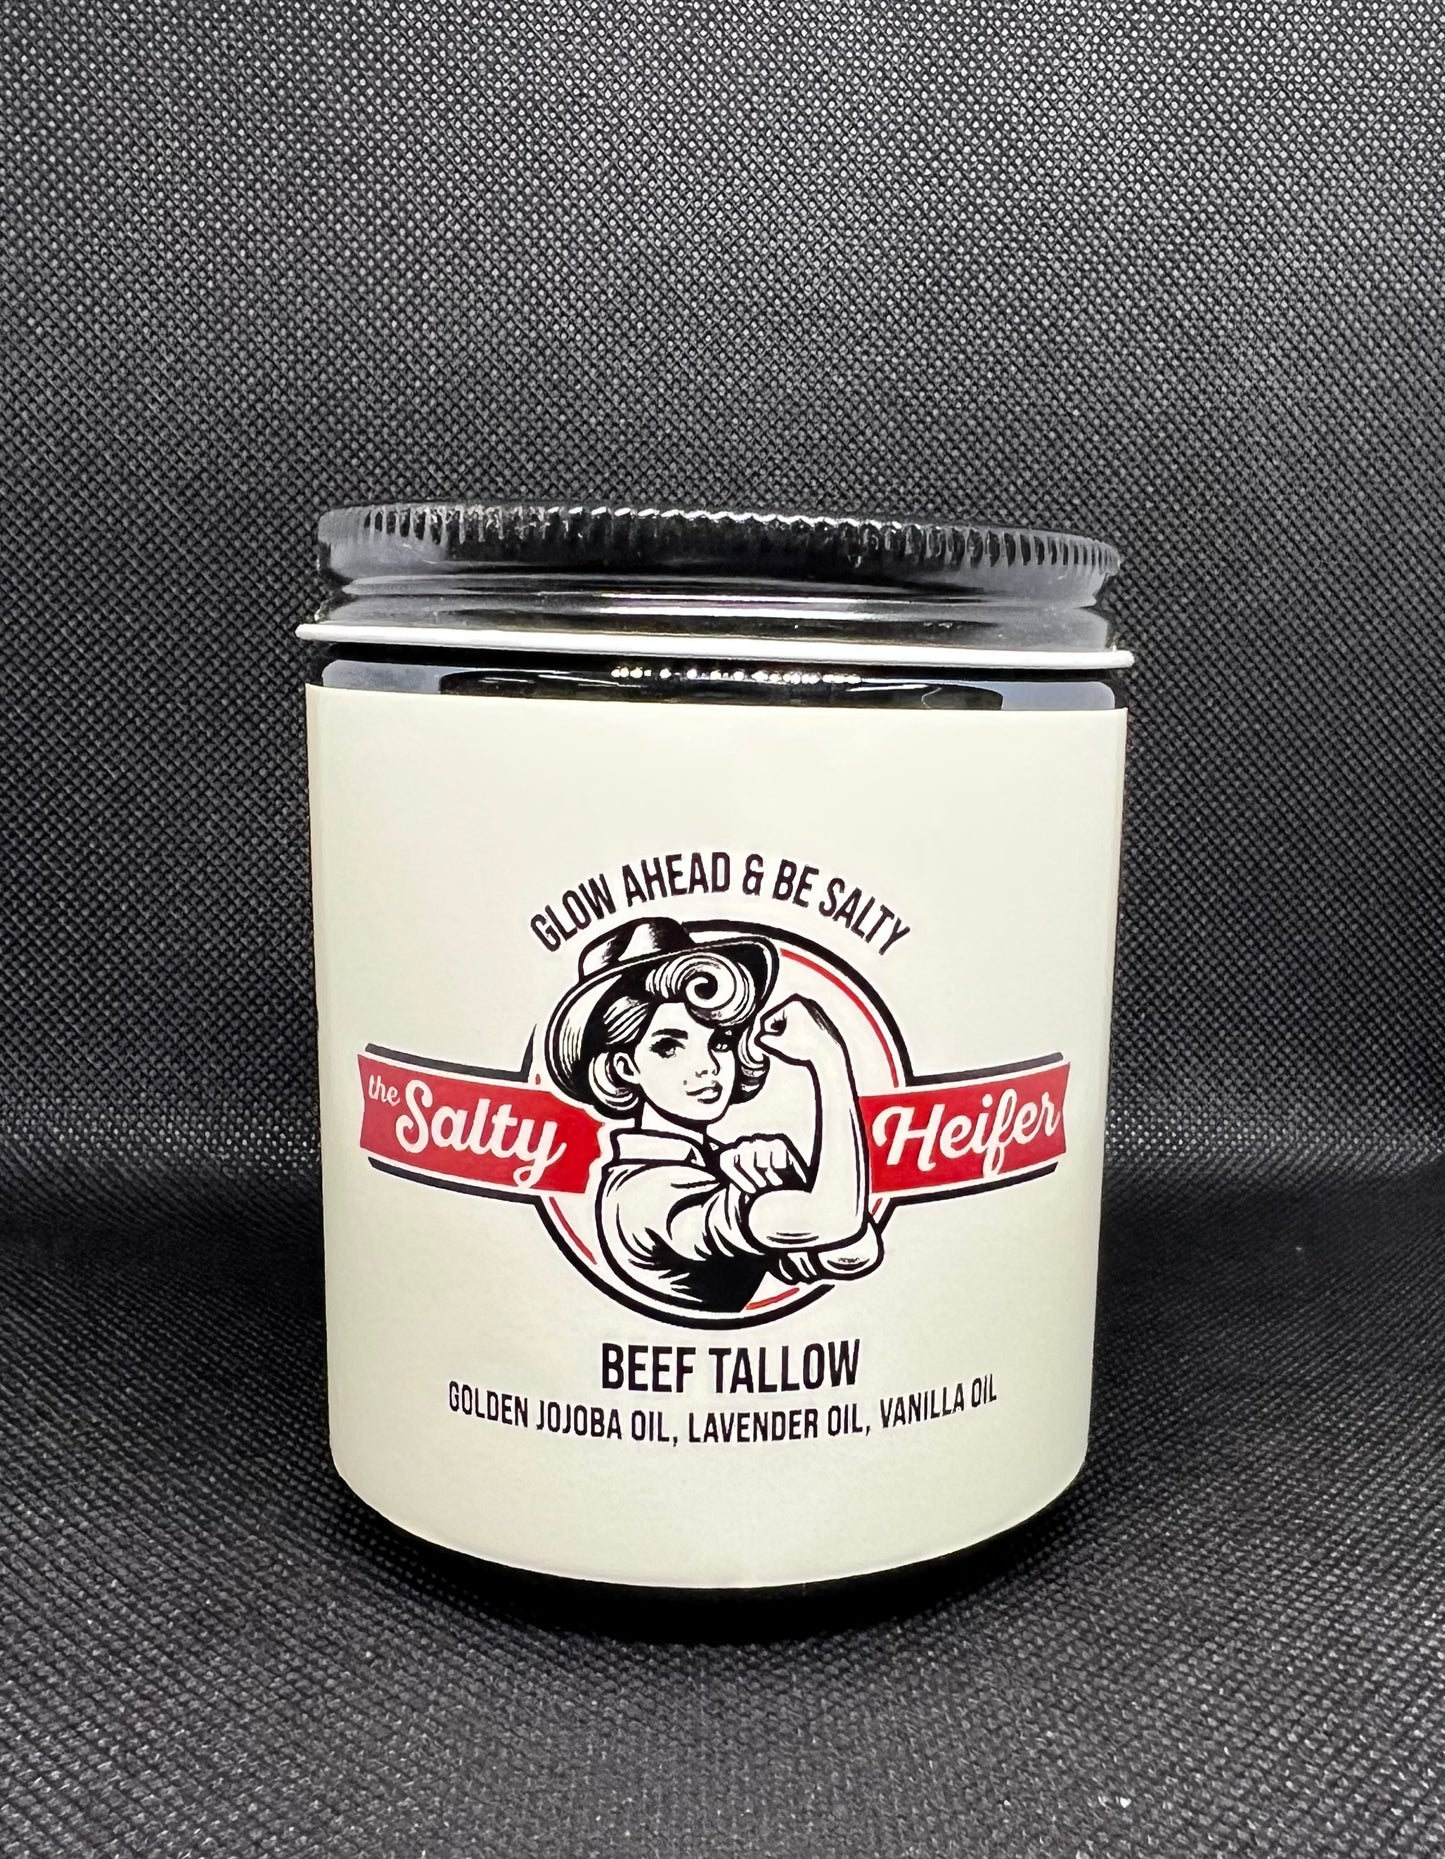 GLOW AHEAD & BE SALTY
the Salty Heifer
BEEF TALLOW
GOLDEN JOJOBA OIL, LAVENDER OIL, VANILLA OIL